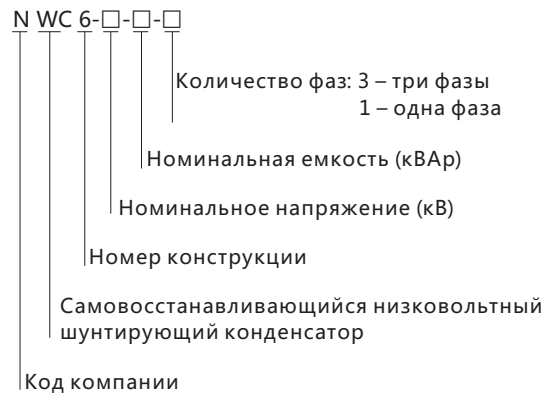 N WC 6-□-□-□
Количество фаз: 3 – три фазы
1 – одна фаза
Номинальная емкость (кВАр)
Номинальное напряжение (кВ)
Номер конструкции
Самовосстанавливающийся низковольтный
шунтирующий конденсатор
Код компании